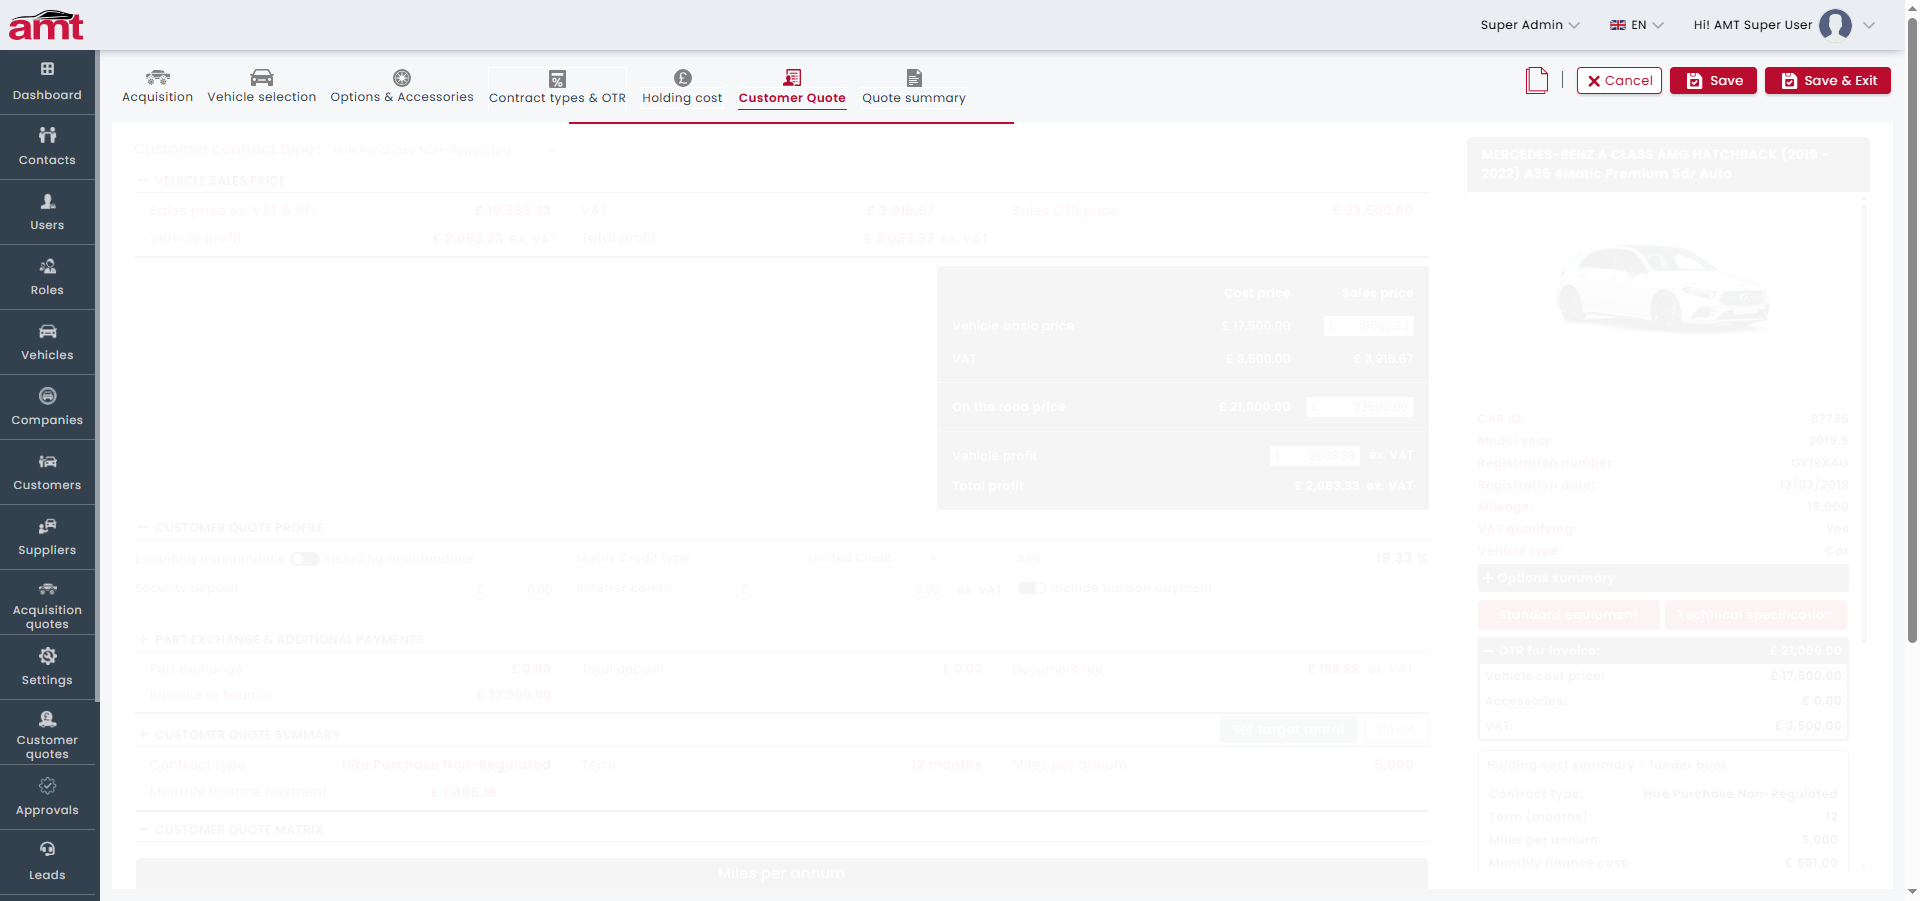 amt
Super Admin
EN
Hi! AMT Super User
Dashboard
Contacts
Users
Roles
Vehicles
Companies
Customers
Suppliers
Acquisition
quotes
Settings
Customer
quotes
Approvals
Leads
Acquisition
Vehicle selection
Options & Accessories
Contract types & OTR
Holding cost
Customer Quote
Quote summary
Cancel
Save
Save & Exit
Customer contract type : Hire Purchase Non-Regulated
VEHICLE SALES PRICE
Sales price ex. VAT & RFL £ 19,583.33 VAT £ 3,916.67 Sales OTR price £ 23,500.00
Vehicle profit £ 2,083.33 ex. VAT Total profit £ 2,083.33 ex. VAT
Cost price Sales price
Vehicle basic price £ 17,500.00 £ 19583.33
VAT £ 3,500.00 £ 3,916.67
On the road price £ 21,000.00 £ 23500.00
Vehicle profit £ 2083.33 ex. VAT
Total profit £ 2,083.33 ex. VAT
CUSTOMER QUOTE PROFILE
Excluding maintenance Including maintenance Matrix Credit type Limited Credit APR 19.33 %
Security deposit £ 0.00 Referrer comm. £ 0.00 ex. VAT Include balloon payment
PART EXCHANGE & ADDITIONAL PAYMENTS
Part exchange £ 0.00 Total deposit £ 0.00 Document fee £ 199.99 ex. VAT
Balance to finance £ 23,500.00
CUSTOMER QUOTE SUMMARY
Set target rental Reset
Contract type Hire Purchase Non-Regulated Term 12 months Miles per annum 5,000
Monthly finance payment £ 1,485.18
CUSTOMER QUOTE MATRIX
Miles per annum
MERCEDES-BENZ A CLASS AMG HATCHBACK (2019 -
2022) A35 4Matic Premium 5dr Auto
CAP ID: 87736
Model year: 2019.5
Registration number: GY19XAG
Registration date: 13/03/2019
Mileage: 15,000
VAT qualifying: Yes
Vehicle type: Car
Options summary
Standard equipment Technical specification
OTR for invoice: £ 21,000.00
Vehicle cost price: £ 17,500.00
Accessories: £ 0.00
VAT: £ 3,500.00
Holding cost summary - funder book
Contract type: Hire Purchase Non-Regulated
Term (months): 12
Miles per annum: 5,000
Monthly finance cost: £ 501.00